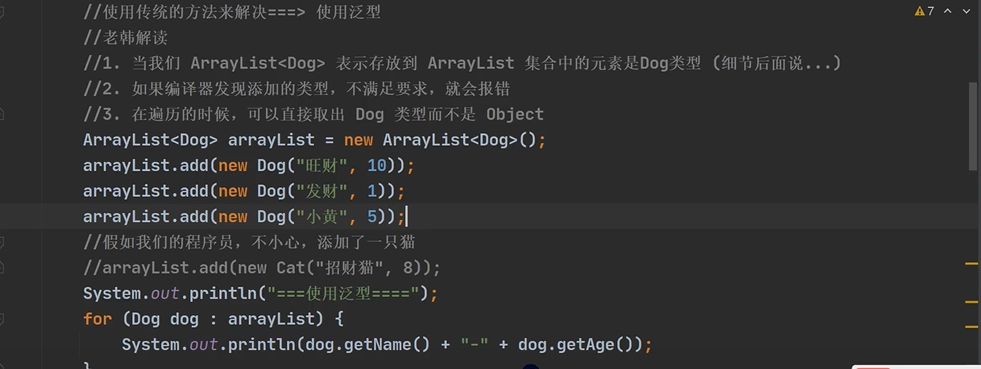 //使用传统的方法来解决===> 使用泛型
//老韩解读
//1. 当我们 ArrayList<Dog> 表示存放到 ArrayList 集合中的元素是Dog类型 (细节后面说...)
//2. 如果编译器发现添加的类型，不满足要求，就会报错
//3. 在遍历的时候，可以直接取出 Dog 类型而不是 Object
ArrayList<Dog> arrayList = new ArrayList<Dog>();
arrayList.add(new Dog("旺财", 10));
arrayList.add(new Dog("发财", 1));
arrayList.add(new Dog("小黄", 5));
//假如我们的程序员，不小心，添加了一只猫
//arrayList.add(new Cat("招财猫", 8));
System.out.println("===使用泛型====");
for (Dog dog : arrayList) {
System.out.println(dog.getName() + "-" + dog.getAge());
}
7